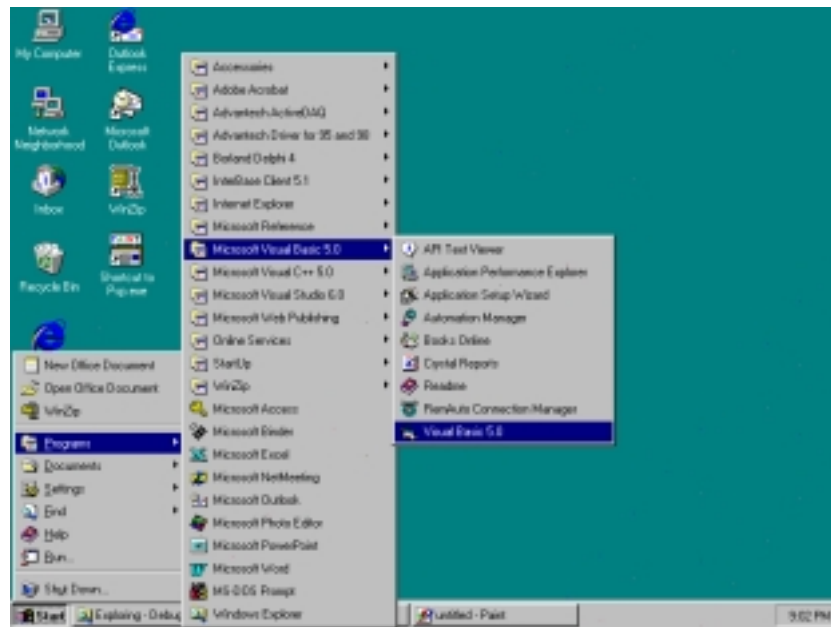 My Computer
Outlook
Express
Network
Neighborhood
Microsoft
Outlook
Inbox
WinZip
Recycle Bin
Shortcut to
Psp.exe
New Office Document
Open Office Document
WinZip
Programs
Documents
Settings
Find
Help
Run...
Shut Down...
Accessories
Adobe Acrobat
Advantech ActiveDAQ
Advantech Driver for 95 and 98
Borland Delphi 4
InterBase Client 5.1
Internet Explorer
Microsoft Reference
Microsoft Visual Basic 5.0
Microsoft Visual C++ 5.0
Microsoft Visual Studio 6.0
Microsoft Web Publishing
Online Services
StartUp
WinZip
Microsoft Access
Microsoft Binder
Microsoft Excel
Microsoft NetMeeting
Microsoft Outlook
Microsoft Photo Editor
Microsoft PowerPoint
Microsoft Word
MS-DOS Prompt
Windows Explorer
API Text Viewer
Application Performance Explorer
Application Setup Wizard
Automation Manager
Books Online
Crystal Reports
Readme
RemAuto Connection Manager
Visual Basic 5.0
Start
Exploring - Debug
untitled - Paint
9:02 PM